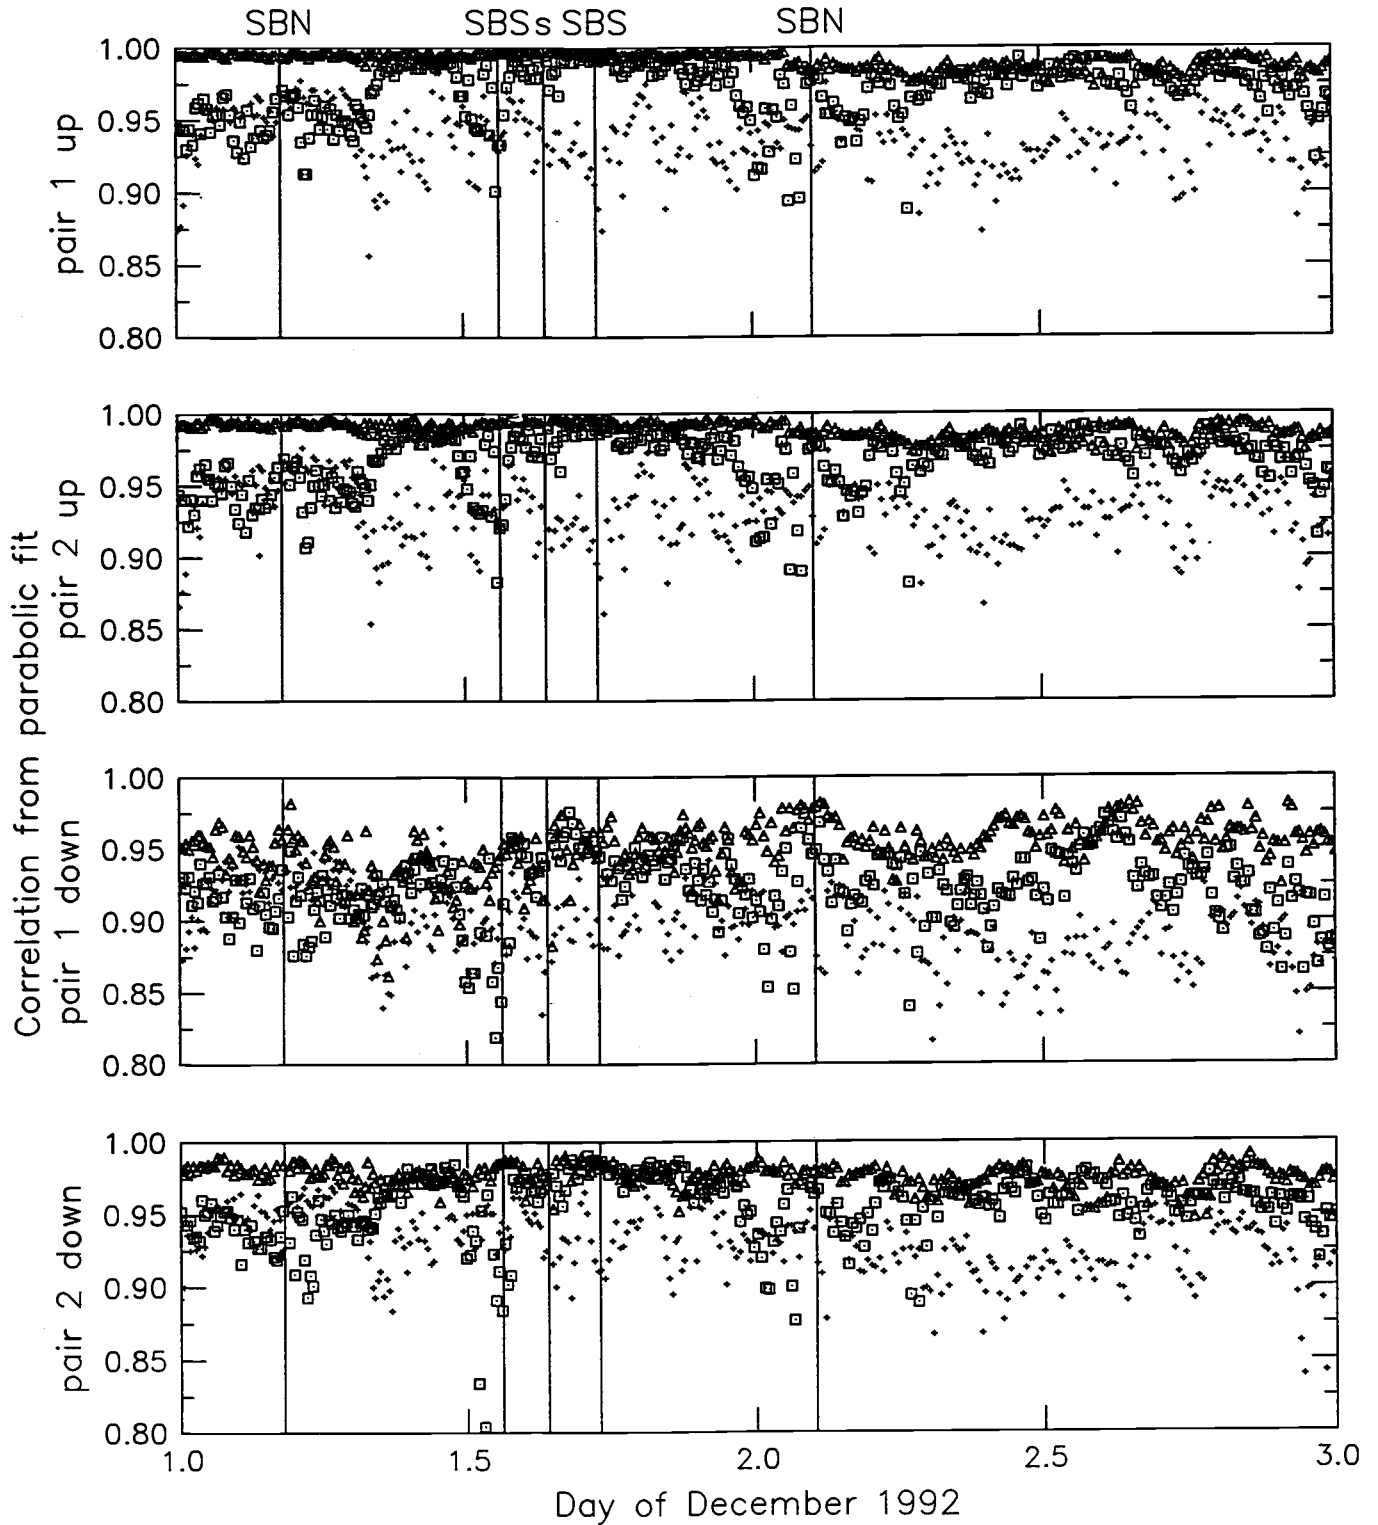 SBN SBS s SBS SBN
1.00
0.95
0.90
0.85
0.80
pair 1 up
1.00
0.95
0.90
0.85
0.80
pair 2 up
Correlation from parabolic fit
1.00
0.95
0.90
0.85
0.80
pair 1 down
1.00
0.95
0.90
0.85
0.80
pair 2 down
1.0 1.5 2.0 2.5 3.0
Day of December 1992